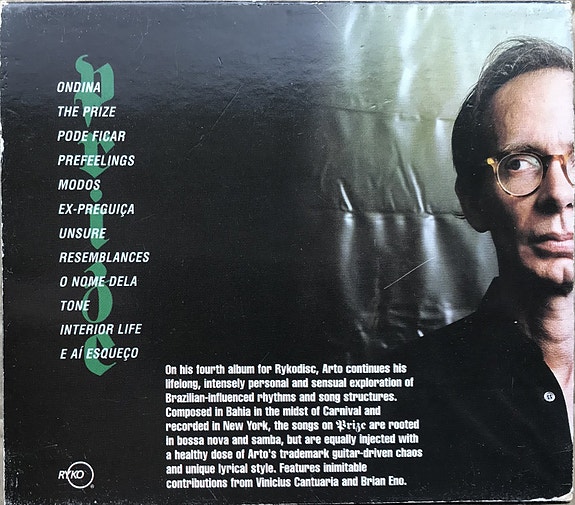 Prize
ONDINA
THE PRIZE
PODE FICAR
PREFEELINGS
MODOS
EX-PREGUIÇA
UNSURE
RESEMBLANCES
O NOME DELA
TONE
INTERIOR LIFE
E AÍ ESQUEÇO
On his fourth album for Rykodisc, Arto continues his
lifelong, intensely personal and sensual exploration of
Brazilian-influenced rhythms and song structures.
Composed in Bahia in the midst of Carnival and
recorded in New York, the songs on Prize are rooted
in bossa nova and samba, but are equally injected with
a healthy dose of Arto's trademark guitar-driven chaos
and unique lyrical style. Features inimitable
contributions from Vinicius Cantuaria and Brian Eno.
RYKO
®